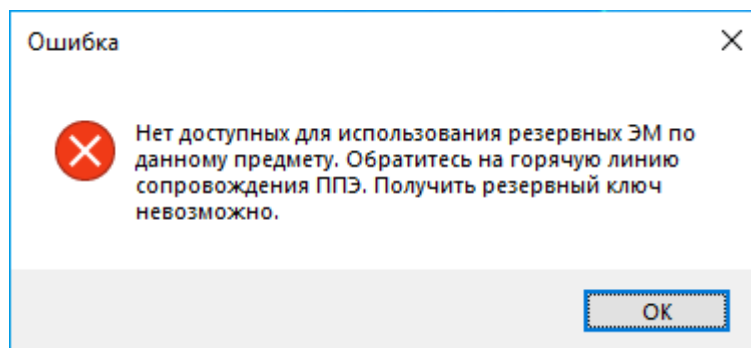 Ошибка
Нет доступных для использования резервных ЭМ по
данному предмету. Обратитесь на горячую линию
сопровождения ППЭ. Получить резервный ключ
невозможно.
ОК